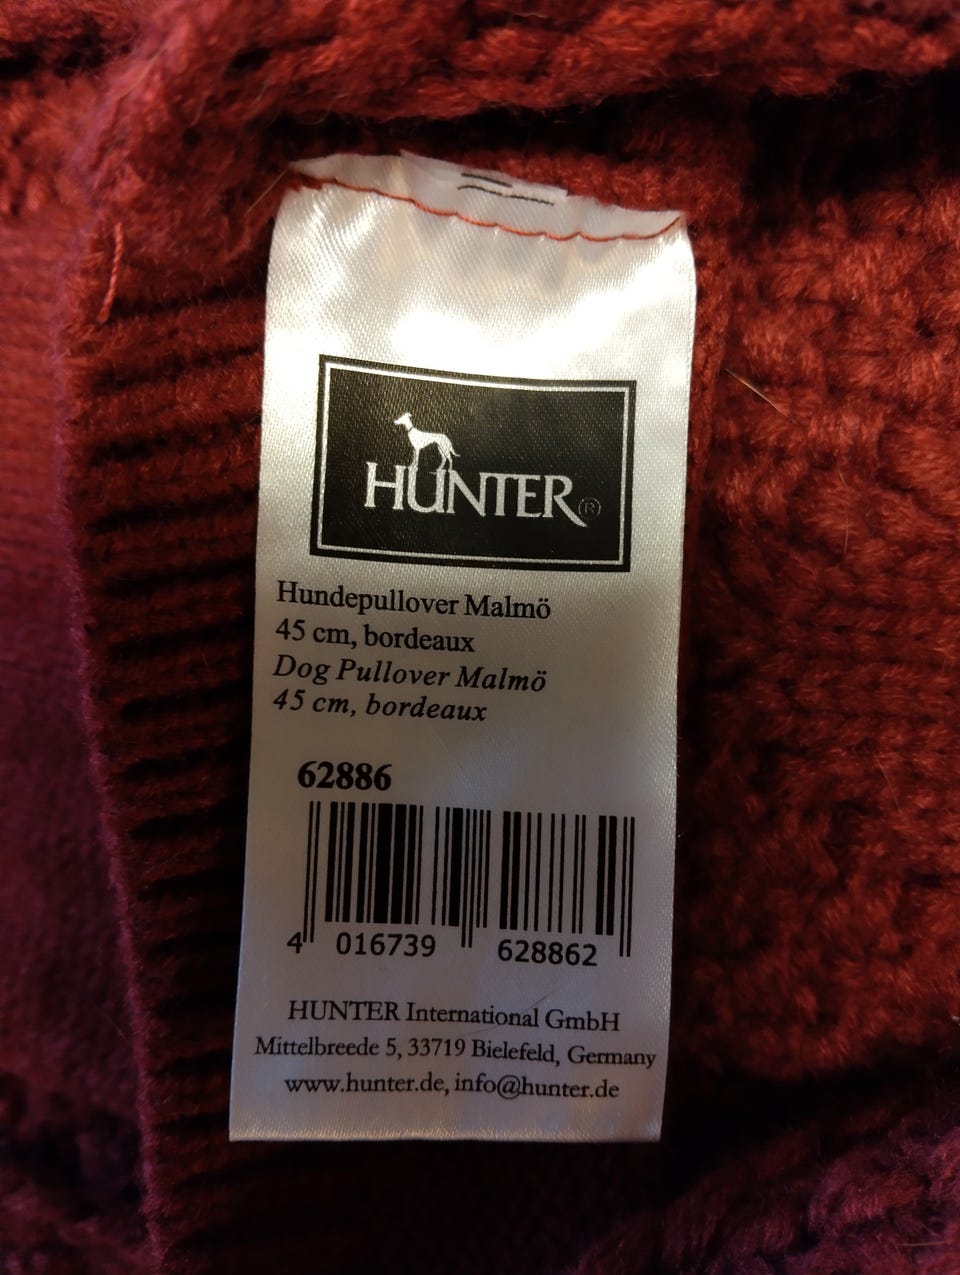 HUNTER®
Hundepullover Malmö
45 cm, bordeaux
Dog Pullover Malmö
45 cm, bordeaux
62886
4 016739 628862
HUNTER International GmbH
Mittelbreede 5, 33719 Bielefeld, Germany
www.hunter.de, info@hunter.de